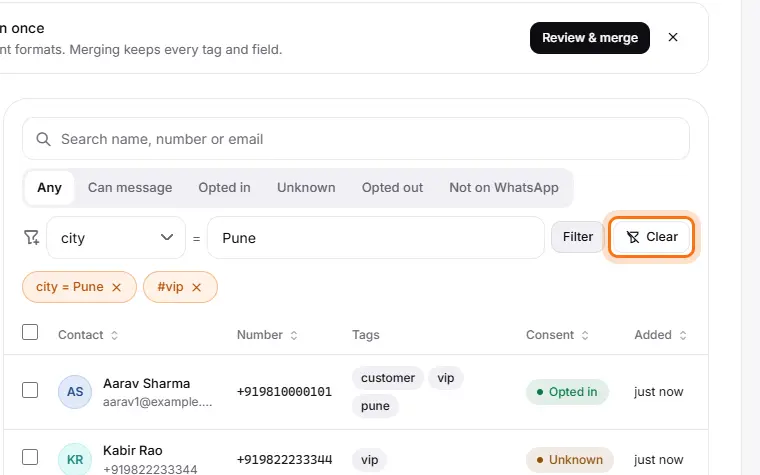 n once
nt formats. Merging keeps every tag and field.
Review & merge
Search name, number or email
Any Can message Opted in Unknown Opted out Not on WhatsApp
city = Pune Filter Clear
city = Pune #vip
Contact Number Tags Consent Added
AS Aarav Sharma +919810000101 customer vip Opted in just now
aarav1@example.... pune
KR Kabir Rao +919822233344 vip Unknown just now
+919822233344